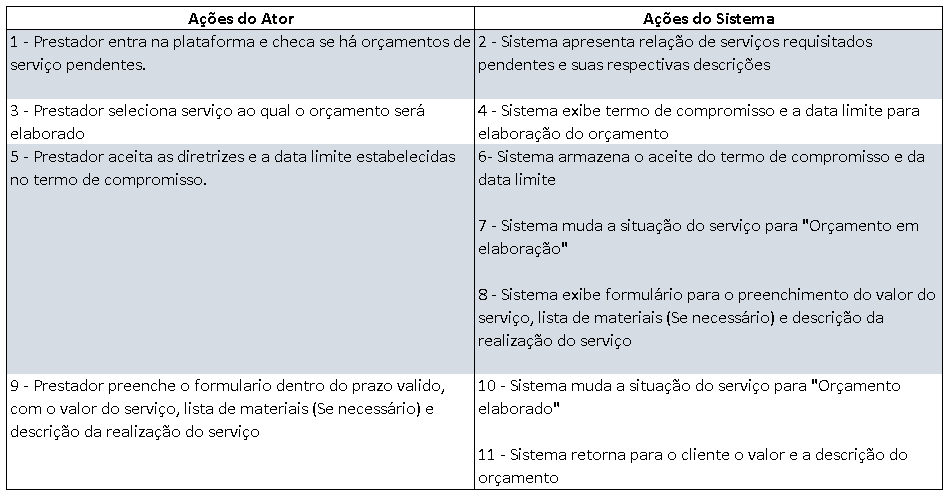 Ações do Ator
Ações do Sistema
1 - Prestador entra na plataforma e checa se há orçamentos de
serviço pendentes.
2 - Sistema apresenta relação de serviços requisitados
pendentes e suas respectivas descrições
3 - Prestador seleciona serviço ao qual o orçamento será
elaborado
4 - Sistema exibe termo de compromisso e a data limite para
elaboração do orçamento
5 - Prestador aceita as diretrizes e a data limite estabelecidas
no termo de compromisso.
6- Sistema armazena o aceite do termo de compromisso e da
data limite
7 - Sistema muda a situação do serviço para "Orçamento em
elaboração"
8 - Sistema exibe formulário para o preenchimento do valor do
serviço, lista de materiais (Se necessário) e descrição da
realização do serviço
9 - Prestador preenche o formulario dentro do prazo valido,
com o valor do serviço, lista de materiais (Se necessário) e
descrição da realização do serviço
10 - Sistema muda a situação do serviço para "Orçamento
elaborado"
11 - Sistema retorna para o cliente o valor e a descrição do
orçamento